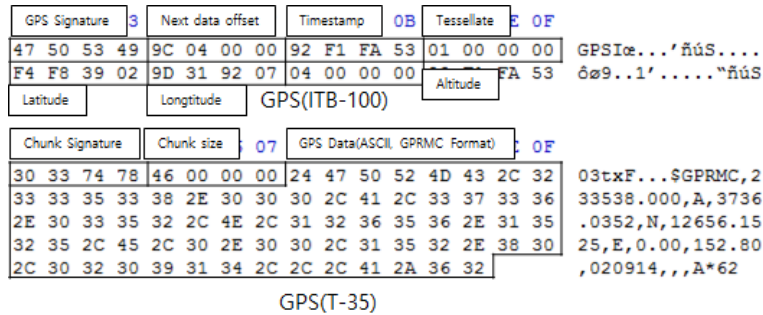 GPS Signature 3 Next data offset Timestamp 0B Tessellate E 0F
47 50 53 49 9C 04 00 00 92 F1 FA 53 01 00 00 00 GPSIœ...’ñúS....
F4 F8 39 02 9D 31 92 07 04 00 00 00 FA 53 ôø9..1’.....“ñúS
Latitude Longtitude GPS(ITB-100) Altitude
Chunk Signature Chunk size 07 GPS Data(ASCII, GPRMC Format) 0F
30 33 74 78 46 00 00 00 24 47 50 52 4D 43 2C 32 03txF...$GPRMC,2
33 33 35 33 38 2E 30 30 30 2C 41 2C 33 37 33 36 33538.000,A,3736
2E 30 33 35 32 2C 4E 2C 31 32 36 35 36 2E 31 35 .0352,N,12656.15
32 35 2C 45 2C 30 2E 30 30 2C 31 35 32 2E 38 30 25,E,0.00,152.80
2C 30 32 30 39 31 34 2C 2C 2C 41 2A 36 32 ,020914,,,A*62
GPS(T-35)